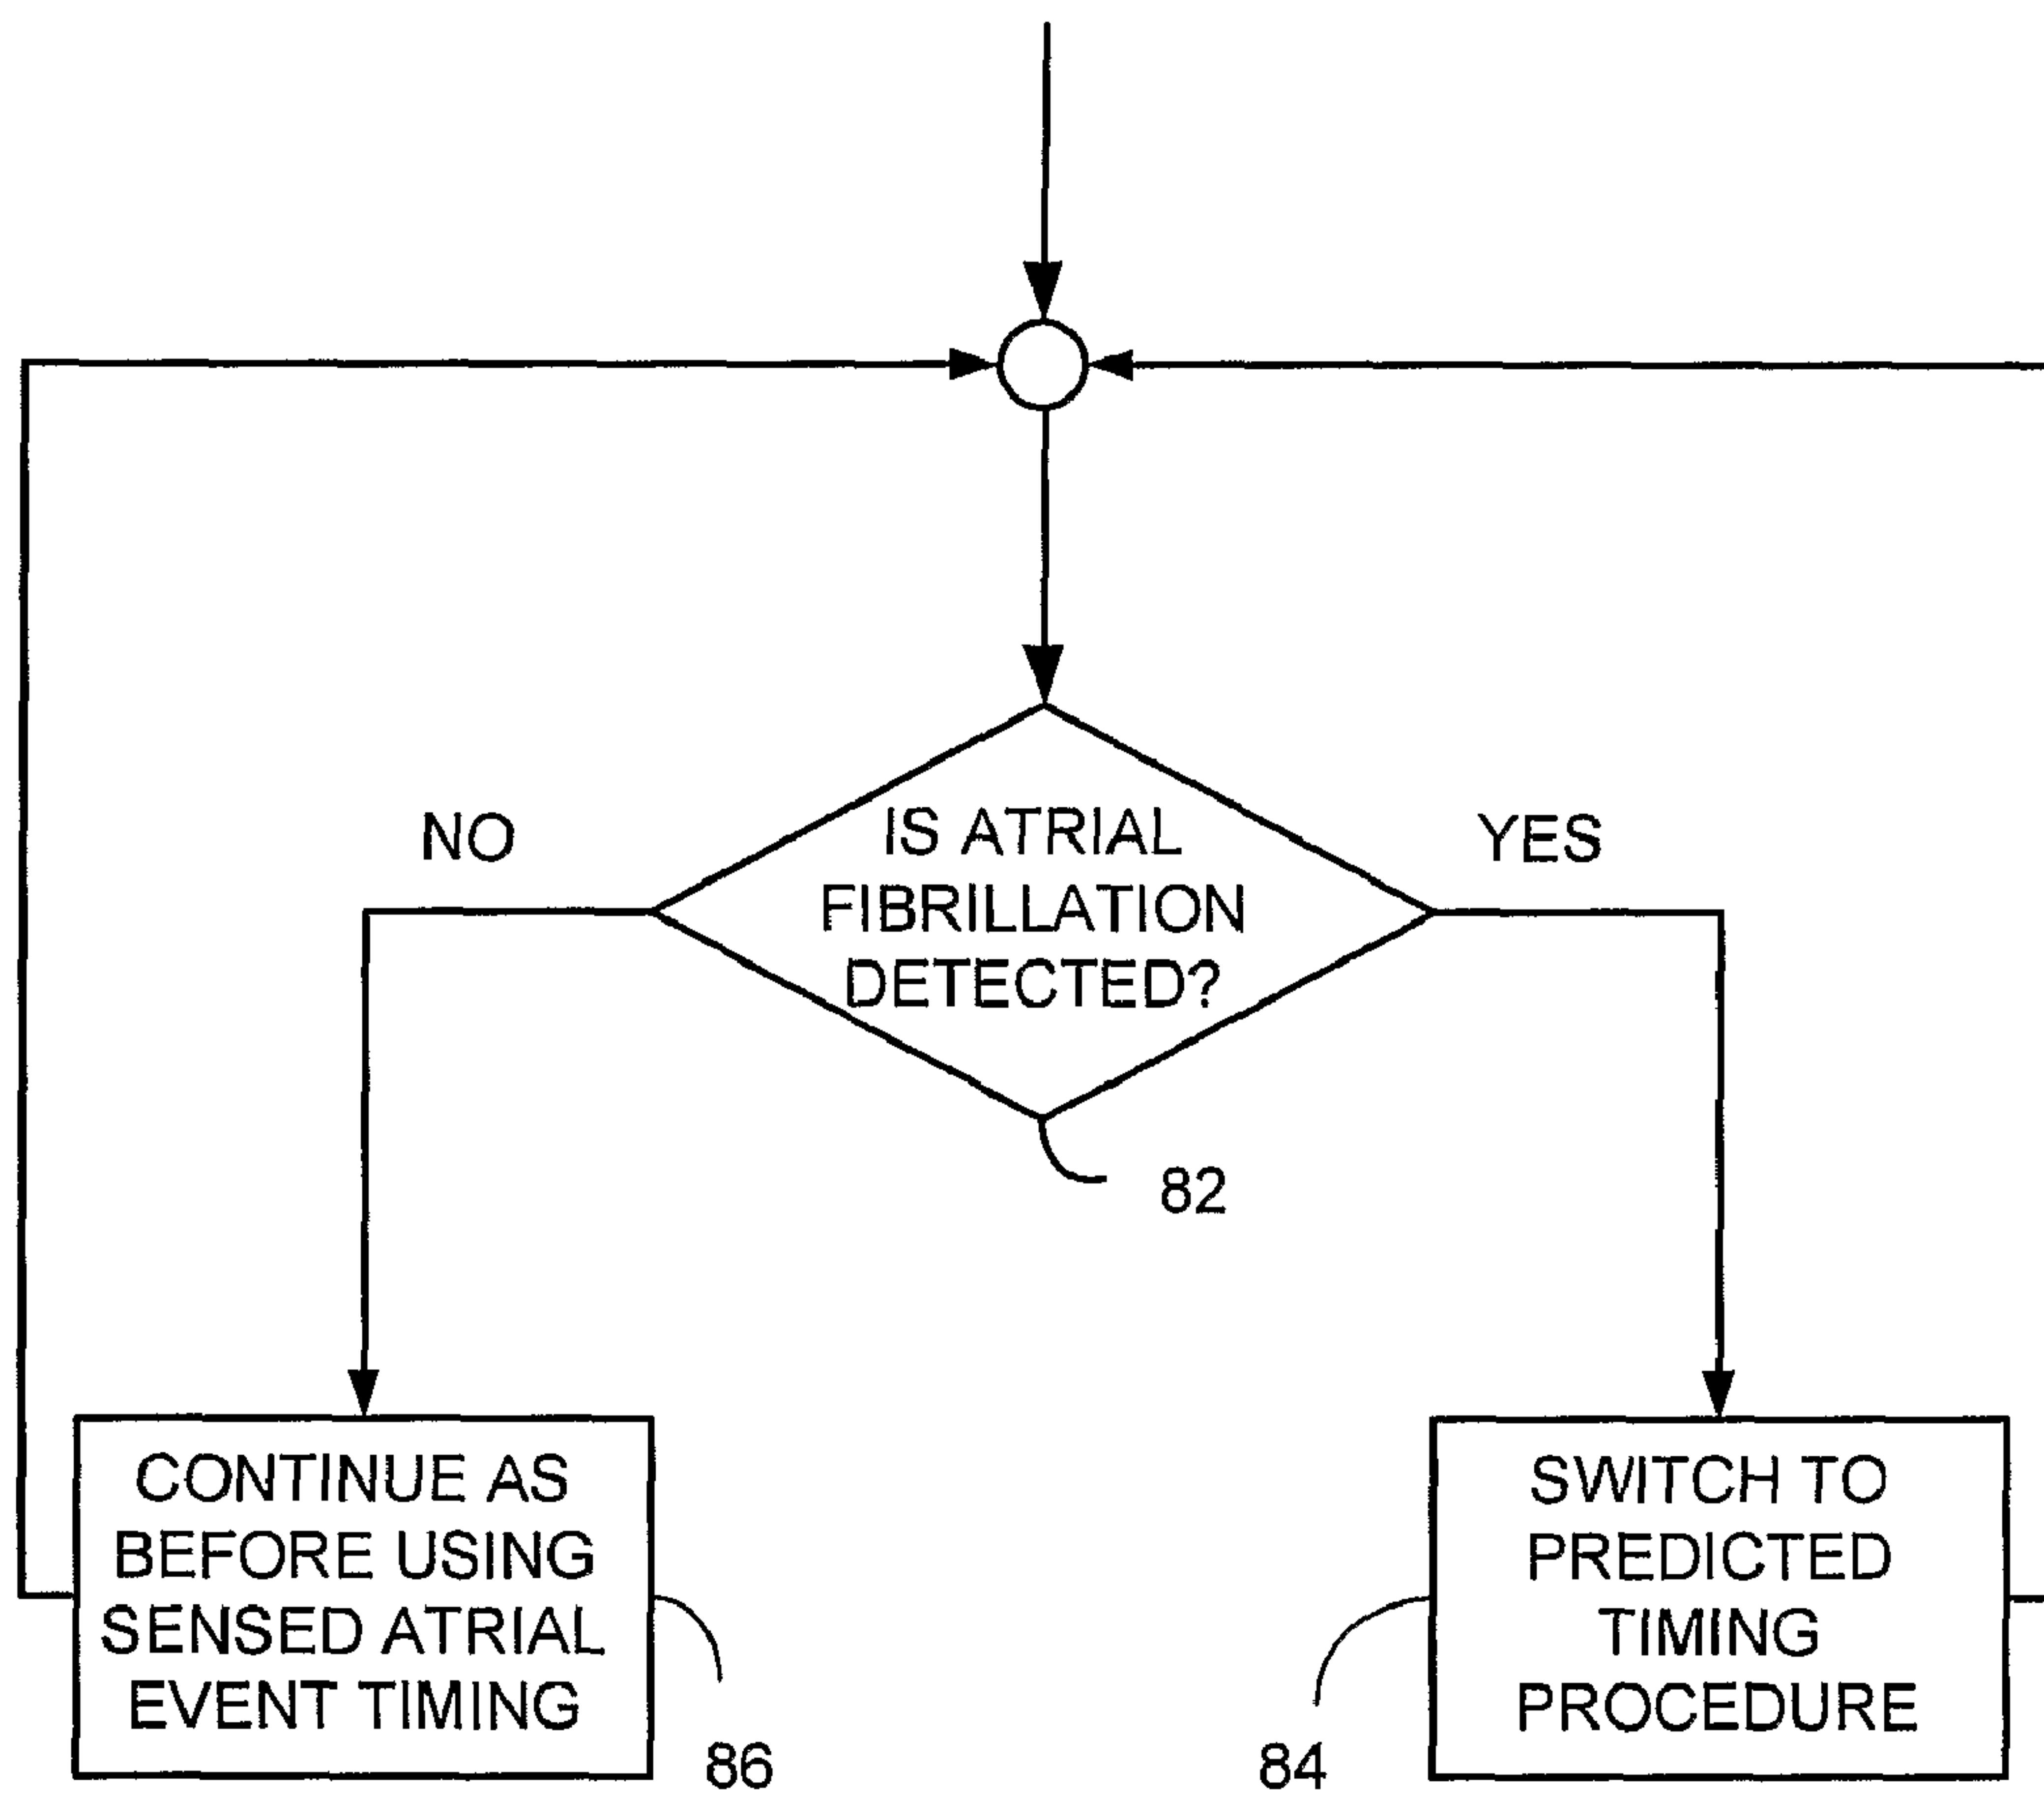 NO
IS ATRIAL
FIBRILLATION
DETECTED?
YES
82
CONTINUE AS
BEFORE USING
SENSED ATRIAL
EVENT TIMING
86
SWITCH TO
PREDICTED
TIMING
PROCEDURE
84